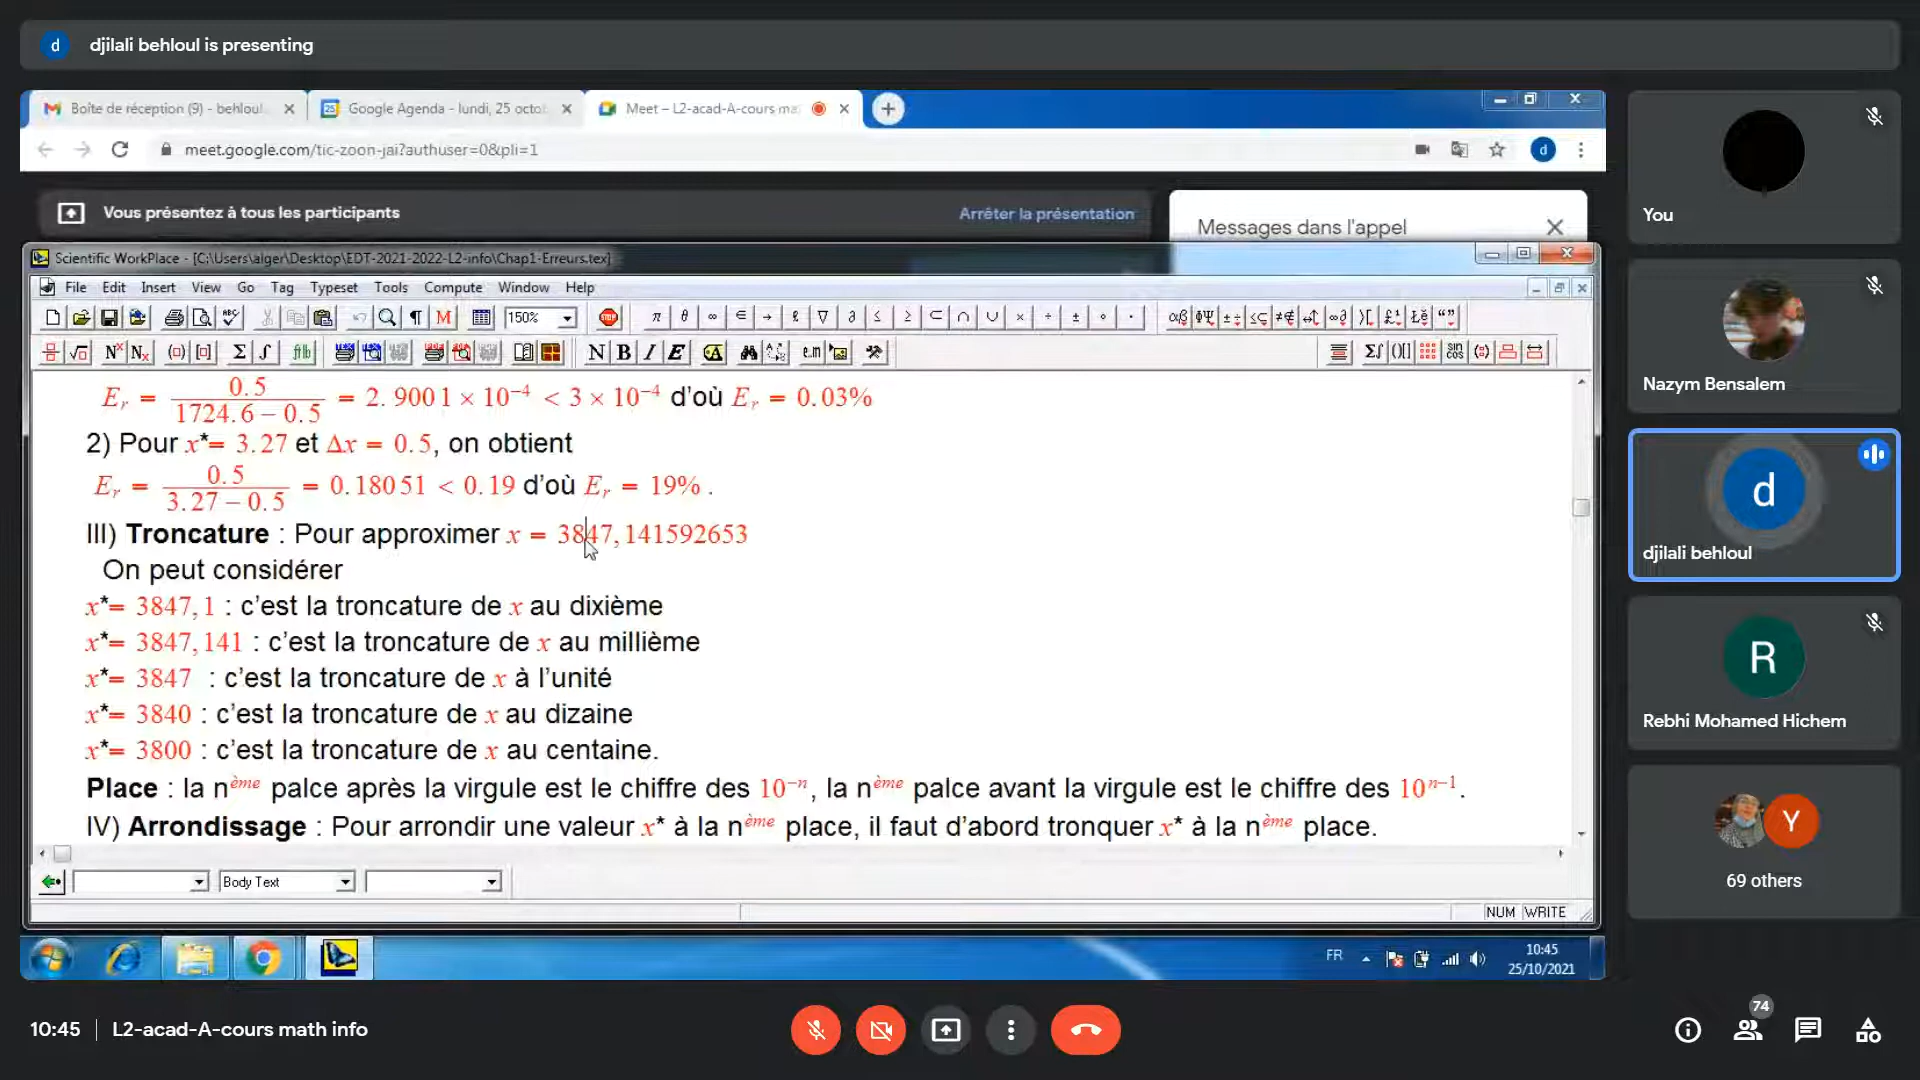 d djilali behloul is presenting
Boîte de réception (9) - behloul
Google Agenda - lundi, 25 octo
Meet – L2-acad-A-cours ma
meet.google.com/tic-zoon-jai?authuser=0&pli=1
d
Vous présentez à tous les participants
Arrêter la présentation
Messages dans l'appel
Scientific WorkPlace - [C:\Users\alger\Desktop\EDT-2021-2022-L2-info\Chap1-Erreurs.tex]
File Edit Insert View Go Tag Typeset Tools Compute Window Help
150%
E_r = 0.5 / (1724.6 – 0.5) = 2.9001 × 10^–4 < 3 × 10^–4 d'où E_r = 0.03%
2) Pour x*= 3.27 et Δx = 0.5, on obtient
E_r = 0.5 / (3.27 – 0.5) = 0.18051 < 0.19 d'où E_r = 19% .
III) Troncature : Pour approximer x = 3847,141592653
On peut considérer
x*= 3847,1 : c'est la troncature de x au dixième
x*= 3847,141 : c'est la troncature de x au millième
x*= 3847 : c'est la troncature de x à l'unité
x*= 3840 : c'est la troncature de x au dizaine
x*= 3800 : c'est la troncature de x au centaine.
Place : la n^ème palce après la virgule est le chiffre des 10^–n, la n^ème palce avant la virgule est le chiffre des 10^n–1.
IV) Arrondissage : Pour arrondir une valeur x* à la n^ème place, il faut d'abord tronquer x* à la n^ème place.
Body Text
NUM WRITE
FR
10:45
25/10/2021
You
Nazym Bensalem
d
djilali behloul
R
Rebhi Mohamed Hichem
Y
69 others
10:45 | L2-acad-A-cours math info
74